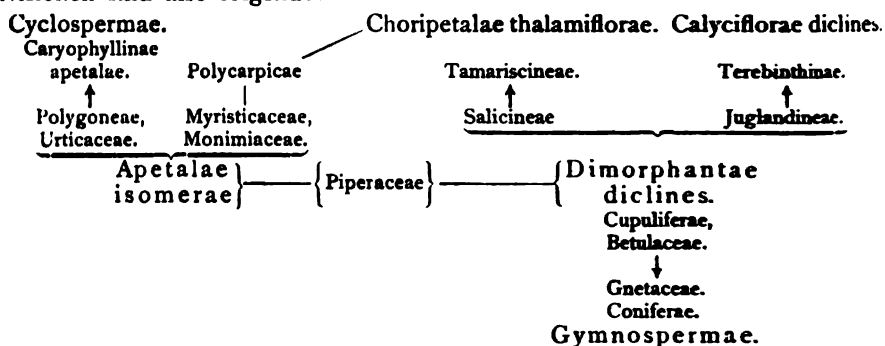 Cyclospermae. Choripetalae thalamiflorae. Calyciflorae diclines.
Caryophyllinae
apetalae. Polycarpicae Tamariscineae. Terebinthinae.
Polygoneae, Myristicaceae, Salicineae Juglandineae.
Urticaceae. Monimiaceae.
Apetalae Dimorphantae
isomerae Piperaceae diclines.
Cupuliferae,
Betulaceae.
Gnetaceae.
Coniferae.
Gymnospermae.